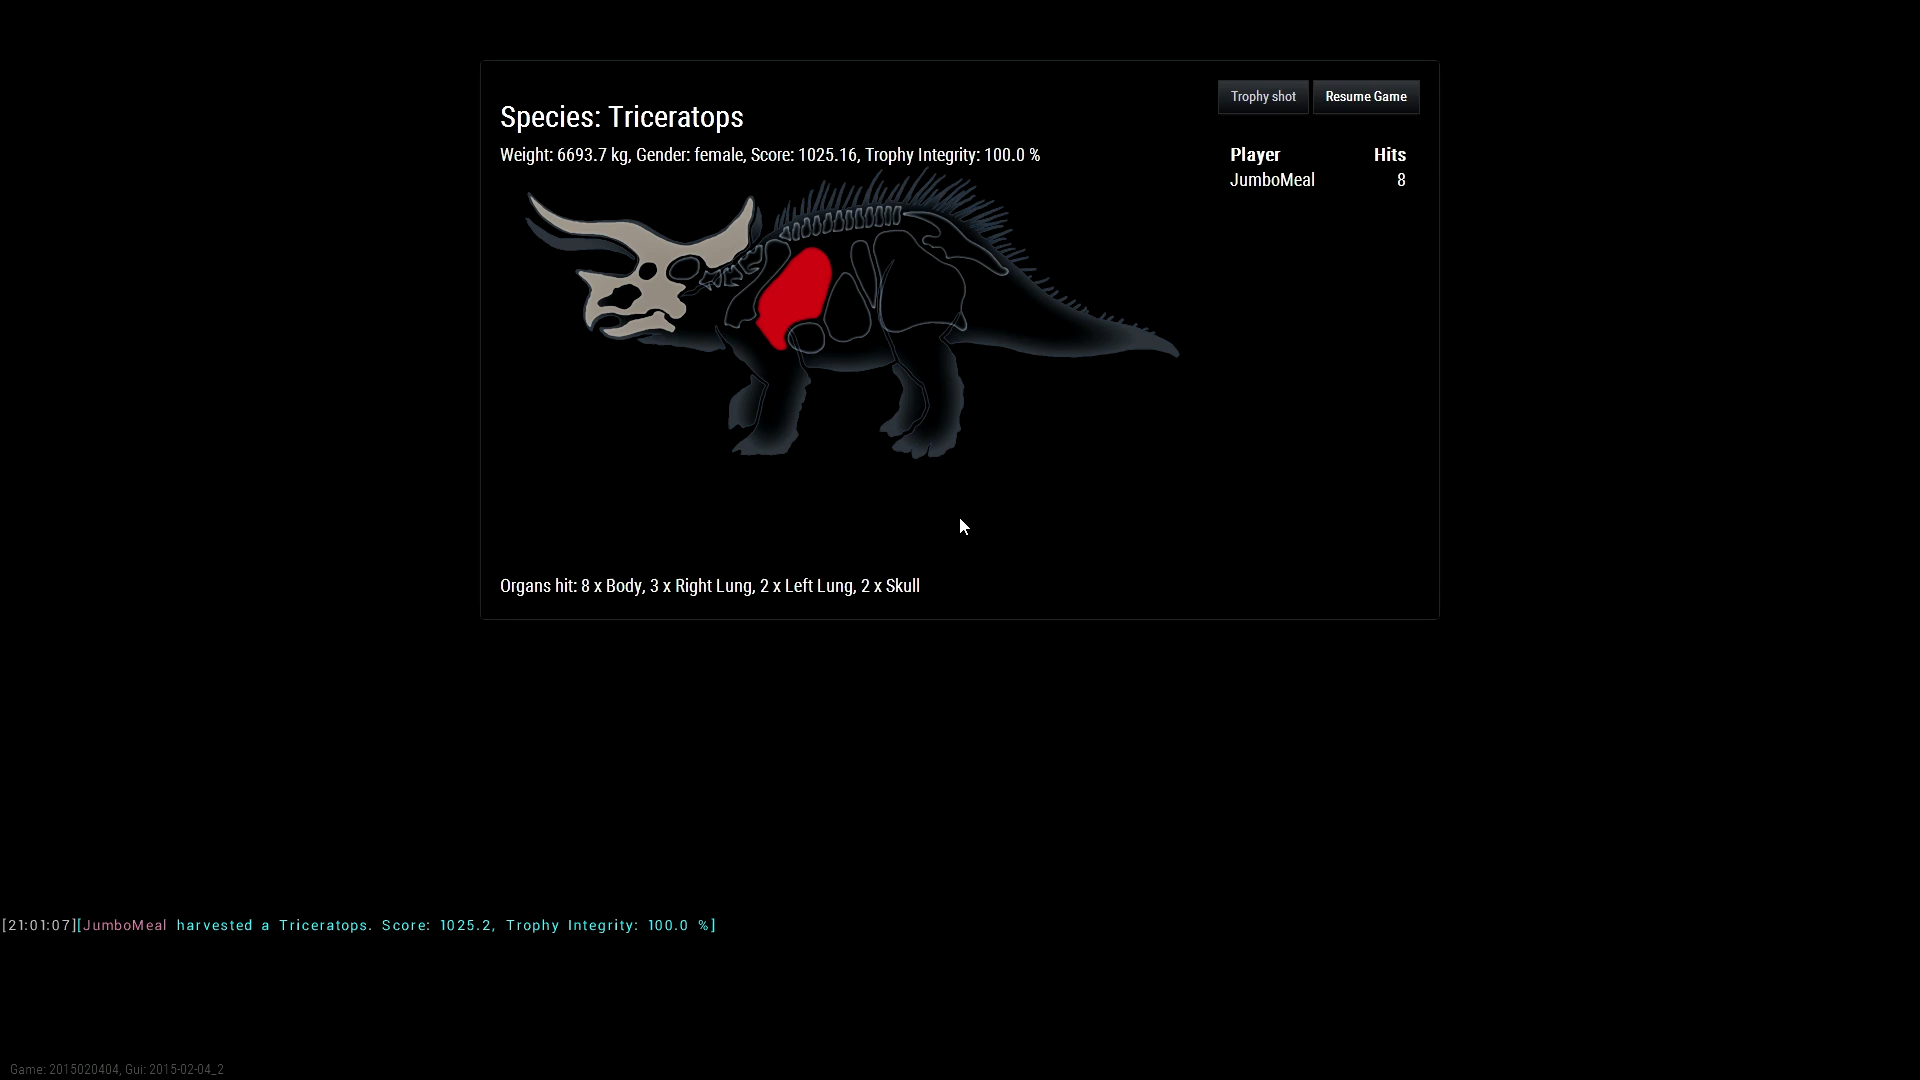 Trophy shot
Resume Game
Species: Triceratops
Weight: 6693.7 kg, Gender: female, Score: 1025.16, Trophy Integrity: 100.0 %
Player Hits
JumboMeal 8
Organs hit: 8 x Body, 3 x Right Lung, 2 x Left Lung, 2 x Skull
[21:01:07][JumboMeal harvested a Triceratops. Score: 1025.2, Trophy Integrity: 100.0 %]
Game: 2015020404, Gui: 2015-02-04_2